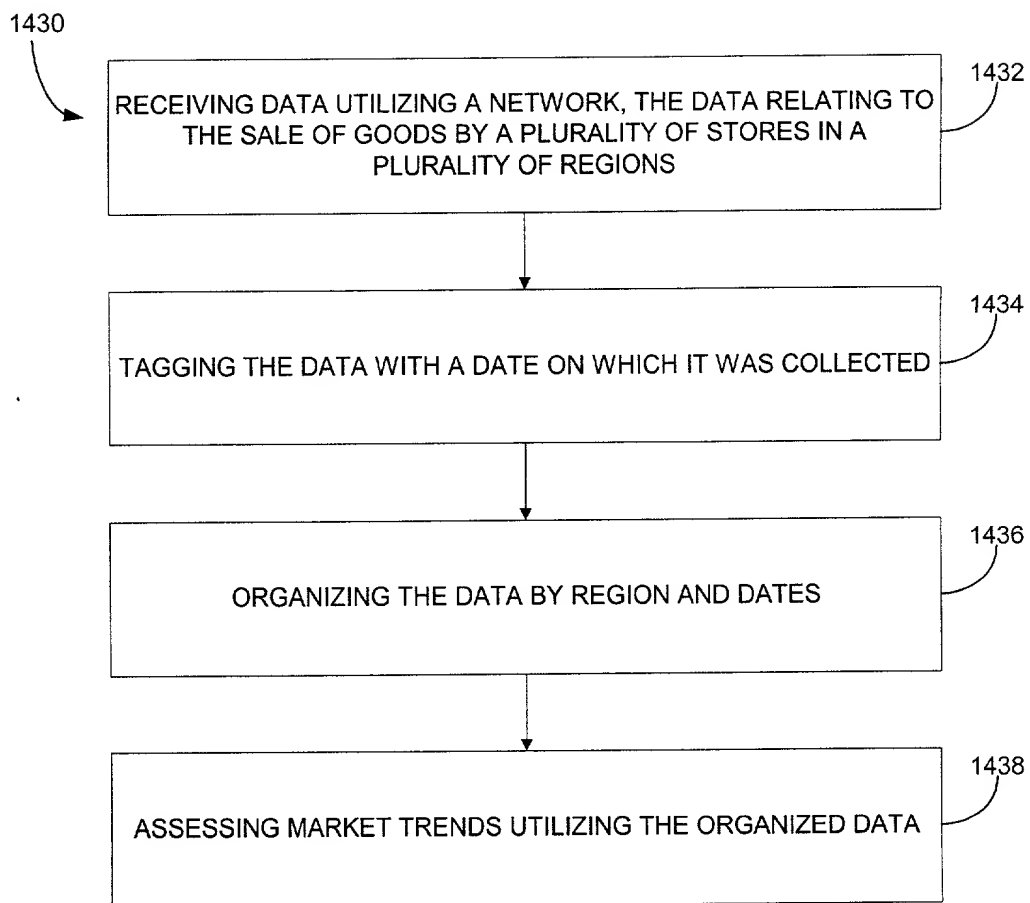 1430
1432
RECEIVING DATA UTILIZING A NETWORK, THE DATA RELATING TO
THE SALE OF GOODS BY A PLURALITY OF STORES IN A
PLURALITY OF REGIONS
1434
TAGGING THE DATA WITH A DATE ON WHICH IT WAS COLLECTED
1436
ORGANIZING THE DATA BY REGION AND DATES
1438
ASSESSING MARKET TRENDS UTILIZING THE ORGANIZED DATA